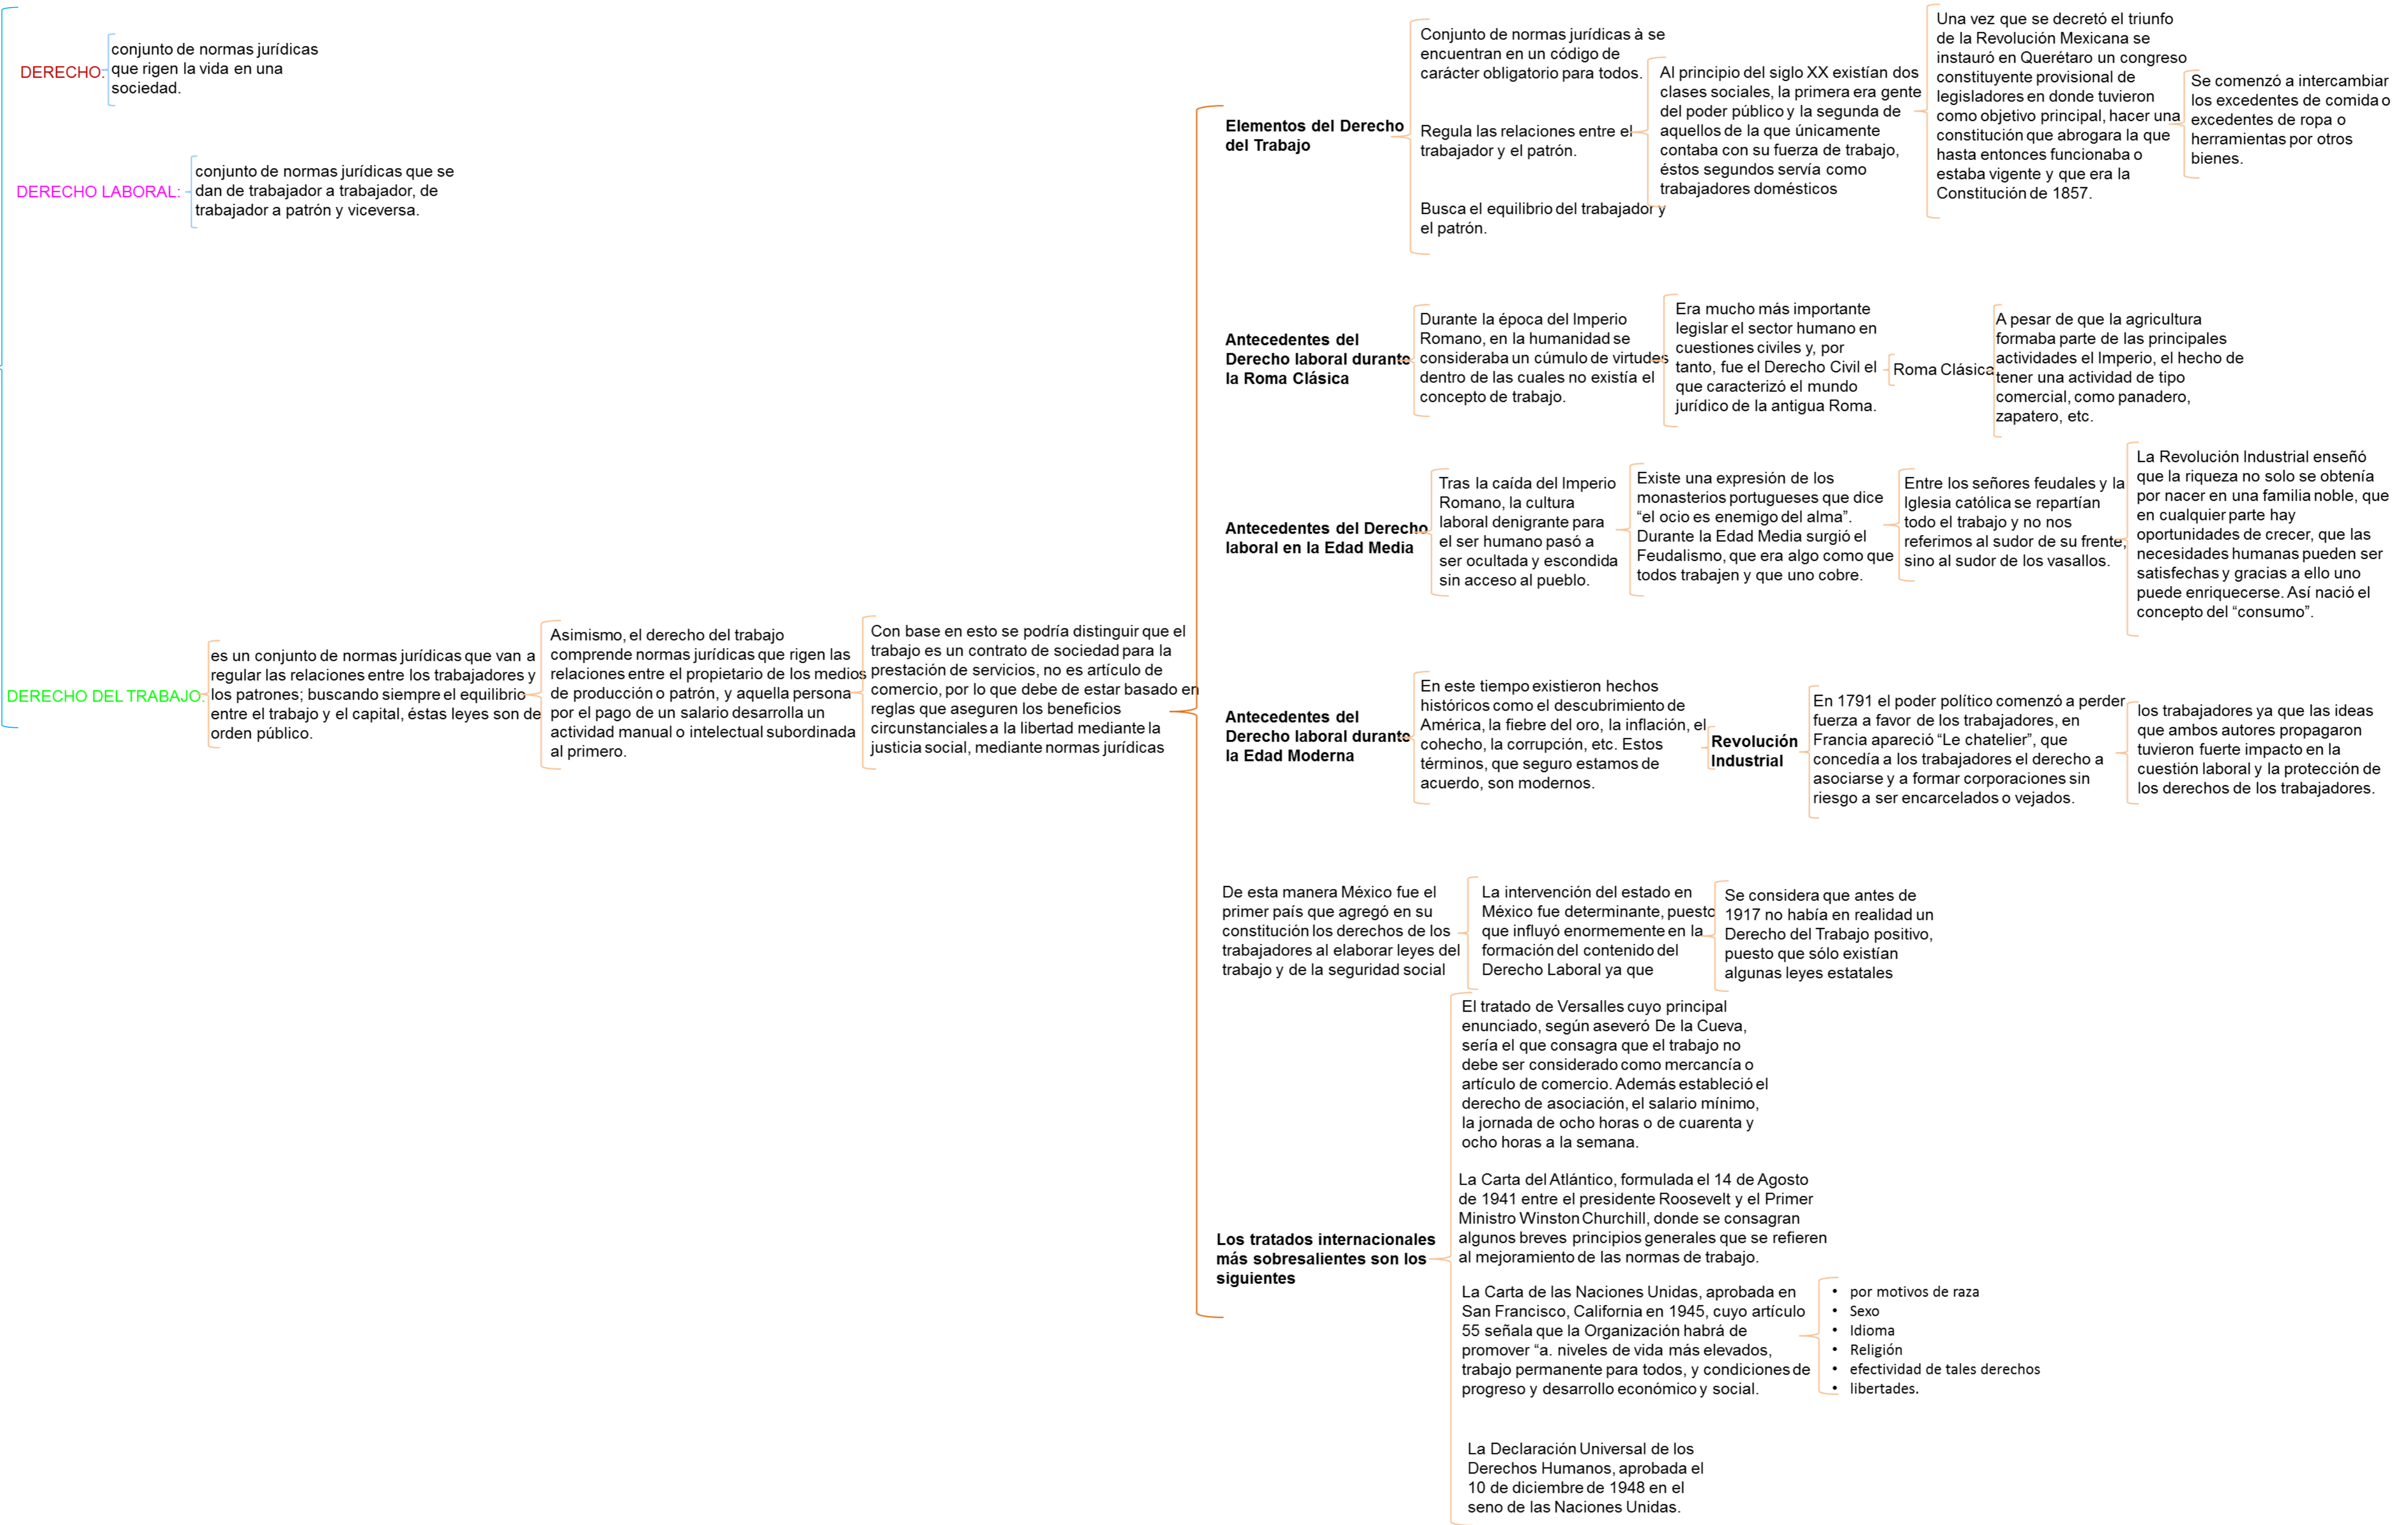 DERECHO:
conjunto de normas jurídicas
que rigen la vida en una
sociedad.
DERECHO LABORAL:
conjunto de normas jurídicas que se
dan de trabajador a trabajador, de
trabajador a patrón y viceversa.
DERECHO DEL TRABAJO:
es un conjunto de normas jurídicas que van a
regular las relaciones entre los trabajadores y
los patrones; buscando siempre el equilibrio
entre el trabajo y el capital, éstas leyes son de
orden público.
Asimismo, el derecho del trabajo
comprende normas jurídicas que rigen las
relaciones entre el propietario de los medios
de producción o patrón, y aquella persona
por el pago de un salario desarrolla un
actividad manual o intelectual subordinada
al primero.
Con base en esto se podría distinguir que el
trabajo es un contrato de sociedad para la
prestación de servicios, no es artículo de
comercio, por lo que debe de estar basado en
reglas que aseguren los beneficios
circunstanciales a la libertad mediante la
justicia social, mediante normas jurídicas
Elementos del Derecho
del Trabajo
Conjunto de normas jurídicas à se
encuentran en un código de
carácter obligatorio para todos.
Regula las relaciones entre el
trabajador y el patrón.
Busca el equilibrio del trabajador y
el patrón.
Al principio del siglo XX existían dos
clases sociales, la primera era gente
del poder público y la segunda de
aquellos de la que únicamente
contaba con su fuerza de trabajo,
éstos segundos servía como
trabajadores domésticos
Una vez que se decretó el triunfo
de la Revolución Mexicana se
instauró en Querétaro un congreso
constituyente provisional de
legisladores en donde tuvieron
como objetivo principal, hacer una
constitución que abrogara la que
hasta entonces funcionaba o
estaba vigente y que era la
Constitución de 1857.
Se comenzó a intercambiar
los excedentes de comida o
excedentes de ropa o
herramientas por otros
bienes.
Antecedentes del
Derecho laboral durante
la Roma Clásica
Durante la época del Imperio
Romano, en la humanidad se
consideraba un cúmulo de virtudes
dentro de las cuales no existía el
concepto de trabajo.
Era mucho más importante
legislar el sector humano en
cuestiones civiles y, por
tanto, fue el Derecho Civil el
que caracterizó el mundo
jurídico de la antigua Roma.
Roma Clásica
A pesar de que la agricultura
formaba parte de las principales
actividades el Imperio, el hecho de
tener una actividad de tipo
comercial, como panadero,
zapatero, etc.
Antecedentes del Derecho
laboral en la Edad Media
Tras la caída del Imperio
Romano, la cultura
laboral denigrante para
el ser humano pasó a
ser ocultada y escondida
sin acceso al pueblo.
Existe una expresión de los
monasterios portugueses que dice
“el ocio es enemigo del alma”.
Durante la Edad Media surgió el
Feudalismo, que era algo como que
todos trabajen y que uno cobre.
Entre los señores feudales y la
Iglesia católica se repartían
todo el trabajo y no nos
referimos al sudor de su frente,
sino al sudor de los vasallos.
La Revolución Industrial enseñó
que la riqueza no solo se obtenía
por nacer en una familia noble, que
en cualquier parte hay
oportunidades de crecer, que las
necesidades humanas pueden ser
satisfechas y gracias a ello uno
puede enriquecerse. Así nació el
concepto del “consumo”.
Antecedentes del
Derecho laboral durante
la Edad Moderna
En este tiempo existieron hechos
históricos como el descubrimiento de
América, la fiebre del oro, la inflación, el
cohecho, la corrupción, etc. Estos
términos, que seguro estamos de
acuerdo, son modernos.
Revolución
Industrial
En 1791 el poder político comenzó a perder
fuerza a favor de los trabajadores, en
Francia apareció “Le chatelier”, que
concedía a los trabajadores el derecho a
asociarse y a formar corporaciones sin
riesgo a ser encarcelados o vejados.
los trabajadores ya que las ideas
que ambos autores propagaron
tuvieron fuerte impacto en la
cuestión laboral y la protección de
los derechos de los trabajadores.
De esta manera México fue el
primer país que agregó en su
constitución los derechos de los
trabajadores al elaborar leyes del
trabajo y de la seguridad social
La intervención del estado en
México fue determinante, puesto
que influyó enormemente en la
formación del contenido del
Derecho Laboral ya que
Se considera que antes de
1917 no había en realidad un
Derecho del Trabajo positivo,
puesto que sólo existían
algunas leyes estatales
Los tratados internacionales
más sobresalientes son los
siguientes
El tratado de Versalles cuyo principal
enunciado, según aseveró De la Cueva,
sería el que consagra que el trabajo no
debe ser considerado como mercancía o
artículo de comercio. Además estableció el
derecho de asociación, el salario mínimo,
la jornada de ocho horas o de cuarenta y
ocho horas a la semana.
La Carta del Atlántico, formulada el 14 de Agosto
de 1941 entre el presidente Roosevelt y el Primer
Ministro Winston Churchill, donde se consagran
algunos breves principios generales que se refieren
al mejoramiento de las normas de trabajo.
La Carta de las Naciones Unidas, aprobada en
San Francisco, California en 1945, cuyo artículo
55 señala que la Organización habrá de
promover “a. niveles de vida más elevados,
trabajo permanente para todos, y condiciones de
progreso y desarrollo económico y social.
• por motivos de raza
• Sexo
• Idioma
• Religión
• efectividad de tales derechos
• libertades.
La Declaración Universal de los
Derechos Humanos, aprobada el
10 de diciembre de 1948 en el
seno de las Naciones Unidas.